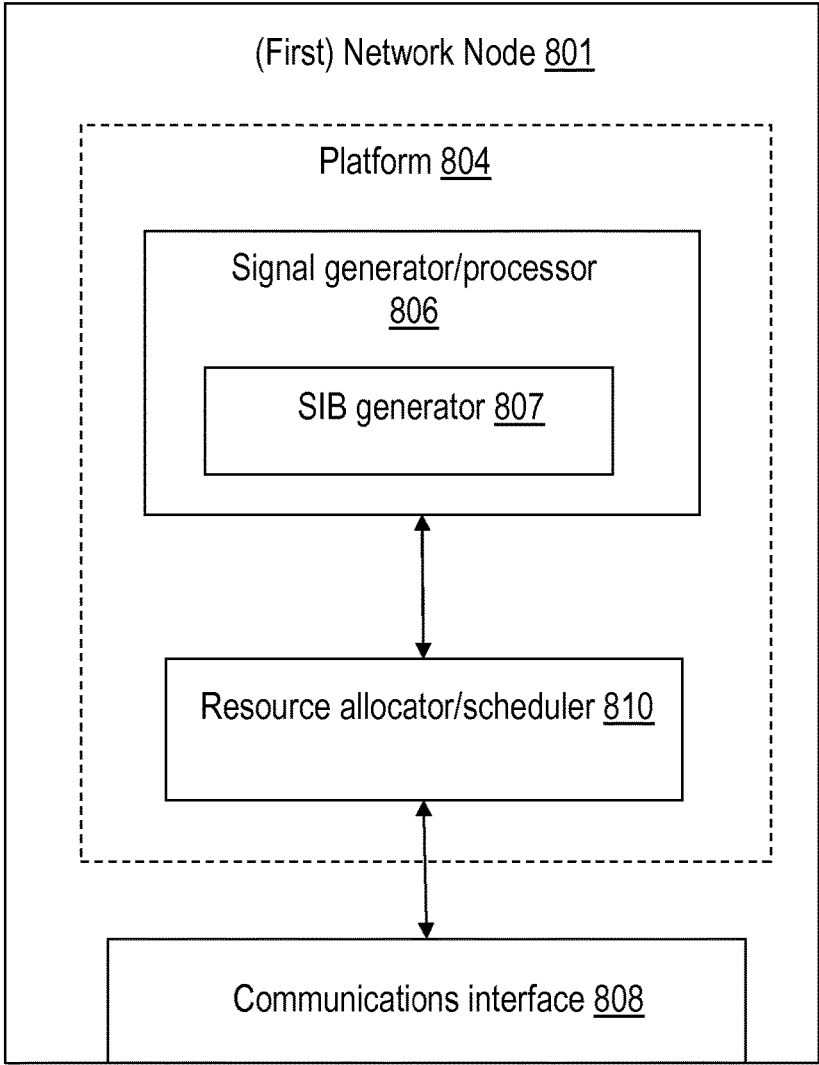 (First) Network Node 801
Platform 804
Signal generator/processor
806
SIB generator 807
Resource allocator/scheduler 810
Communications interface 808